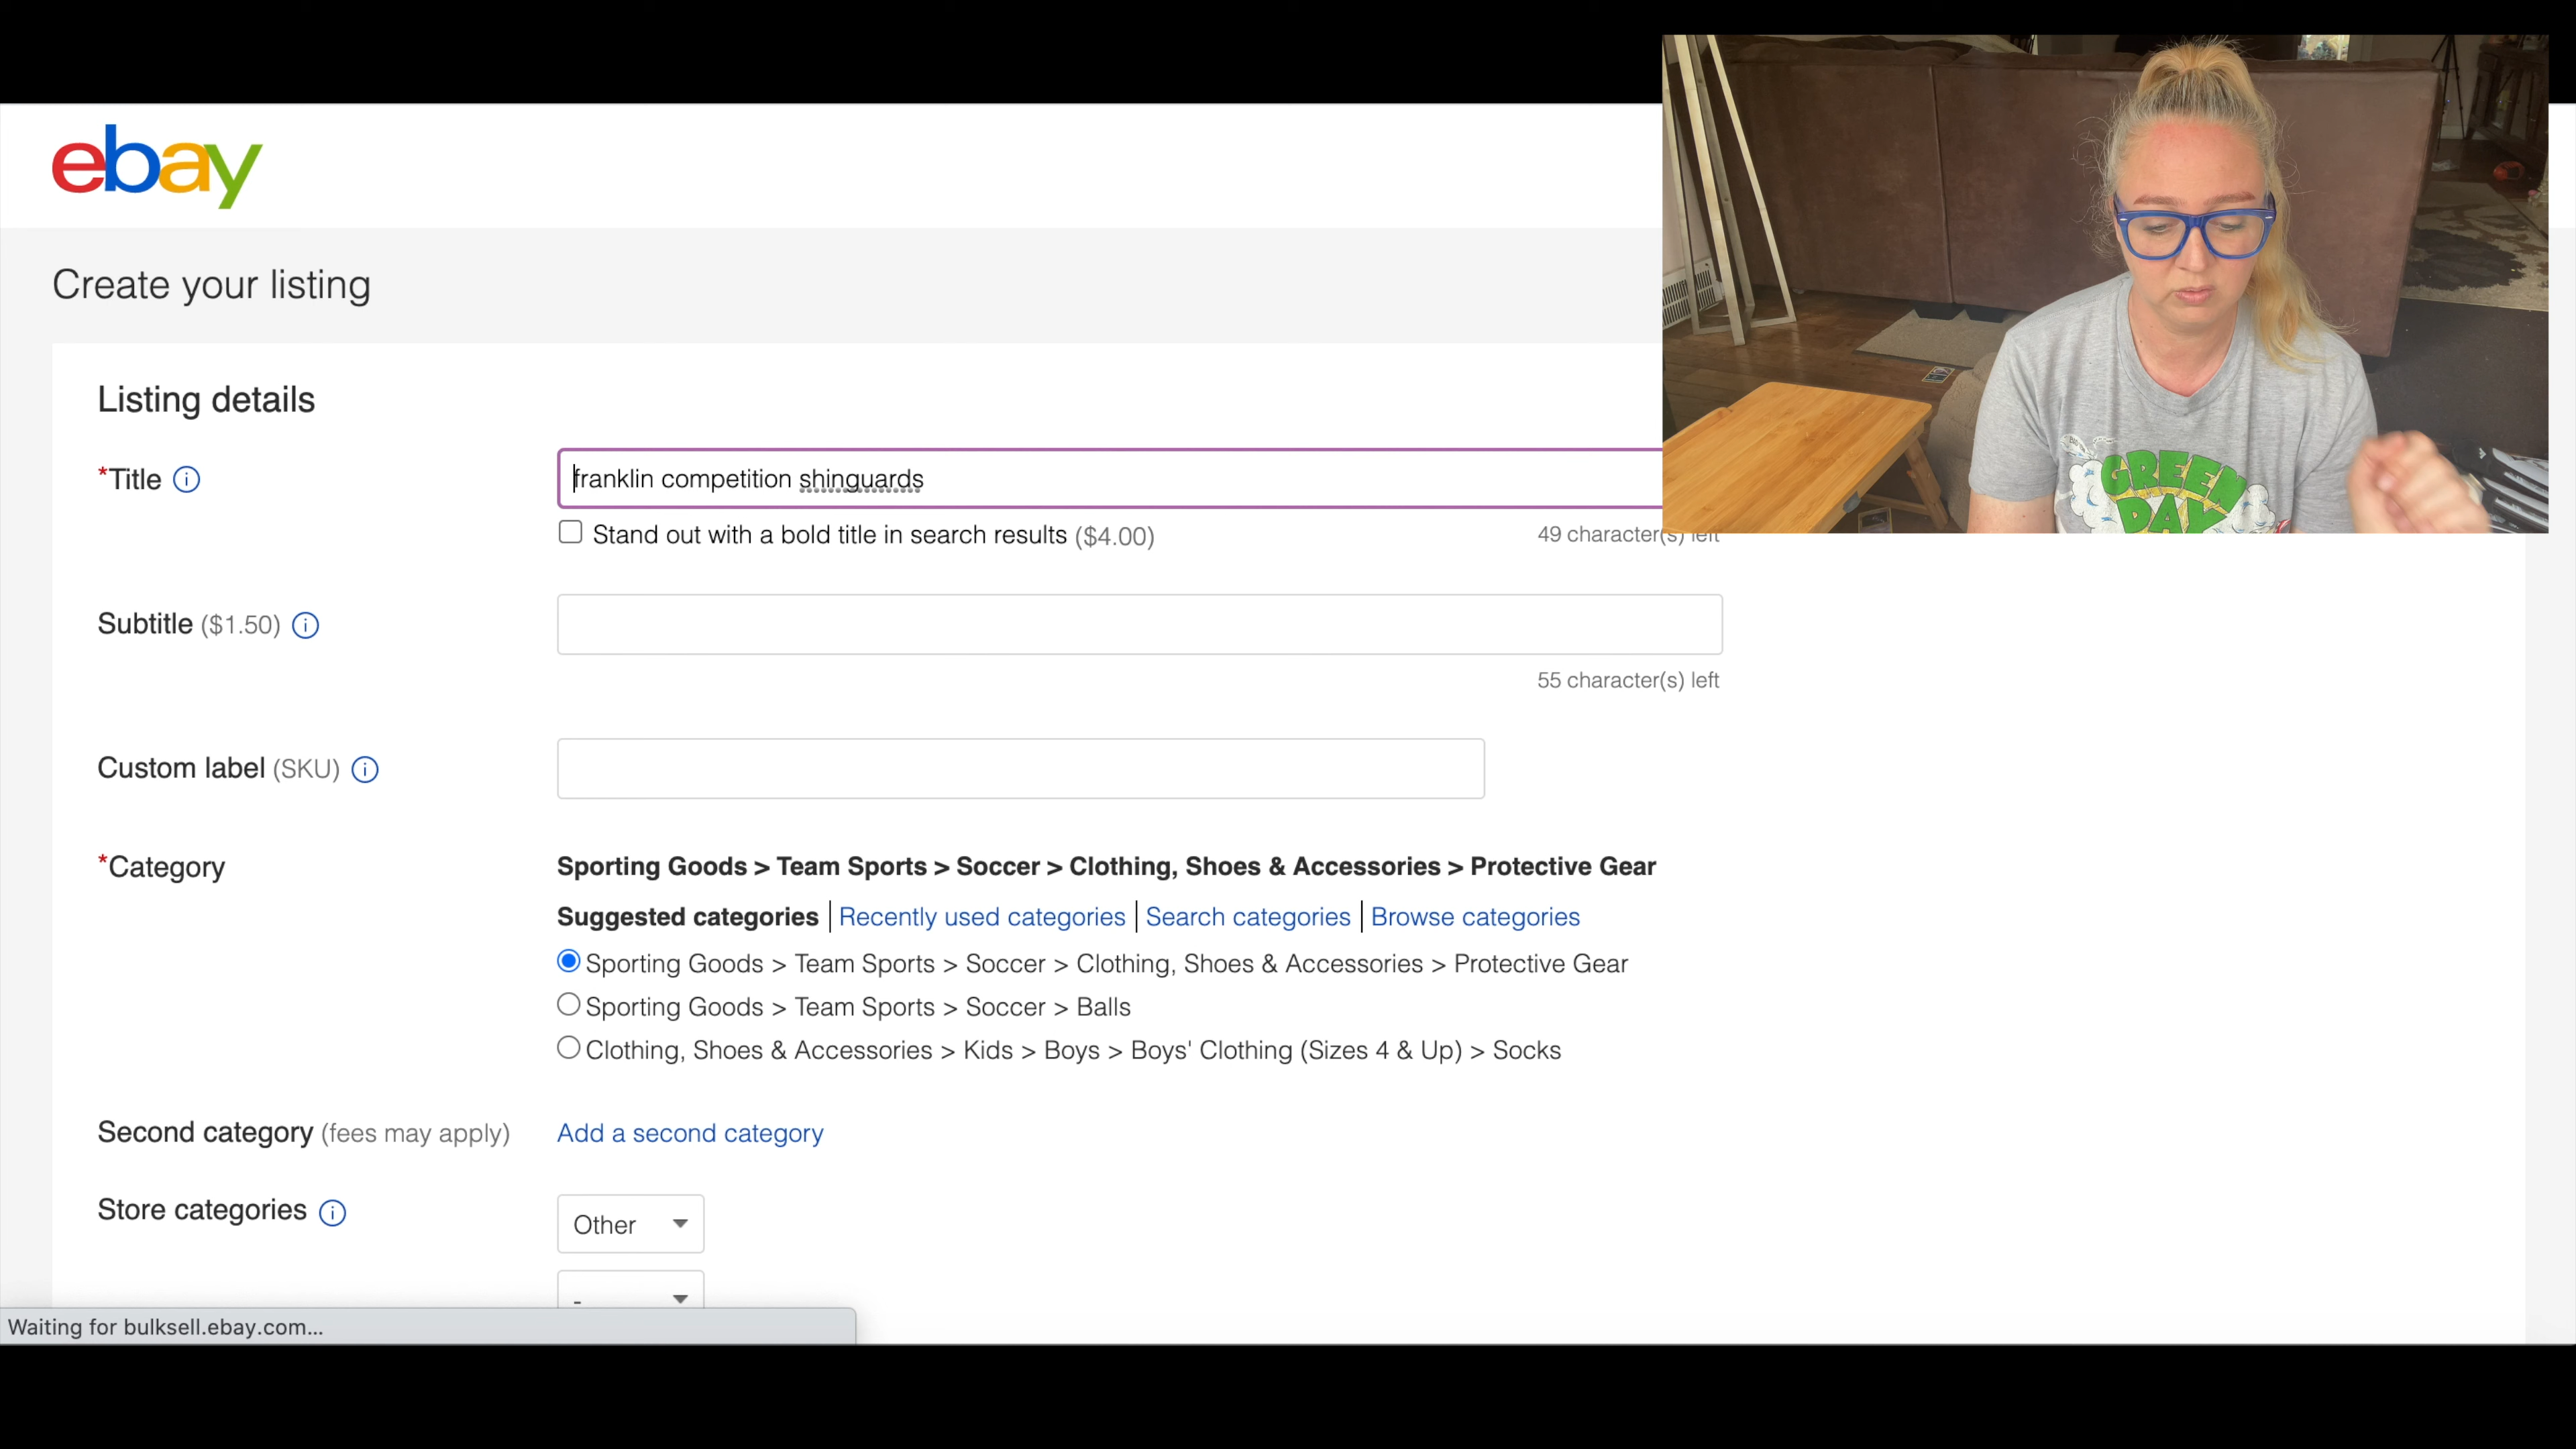 ebay
Create your listing
Listing details
*Title
franklin competition shinguards
Stand out with a bold title in search results ($4.00)
49 character(s) left
Subtitle ($1.50)
55 character(s) left
Custom label (SKU)
*Category
Sporting Goods > Team Sports > Soccer > Clothing, Shoes & Accessories > Protective Gear
Suggested categories | Recently used categories | Search categories | Browse categories
Sporting Goods > Team Sports > Soccer > Clothing, Shoes & Accessories > Protective Gear
Sporting Goods > Team Sports > Soccer > Balls
Clothing, Shoes & Accessories > Kids > Boys > Boys' Clothing (Sizes 4 & Up) > Socks
Second category (fees may apply)
Add a second category
Store categories
Other
-
Waiting for bulksell.ebay.com...
GREEN
DAY